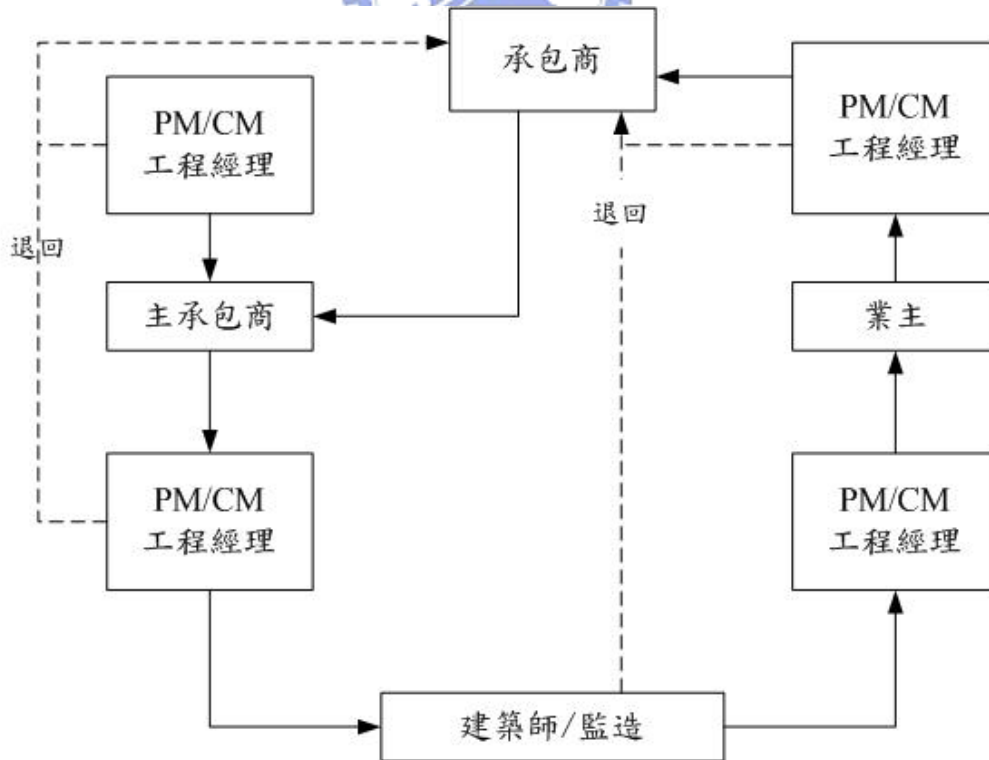 承包商
PM/CM
工程經理
PM/CM
工程經理
退回
退回
主承包商
業主
PM/CM
工程經理
PM/CM
工程經理
建築師/監造